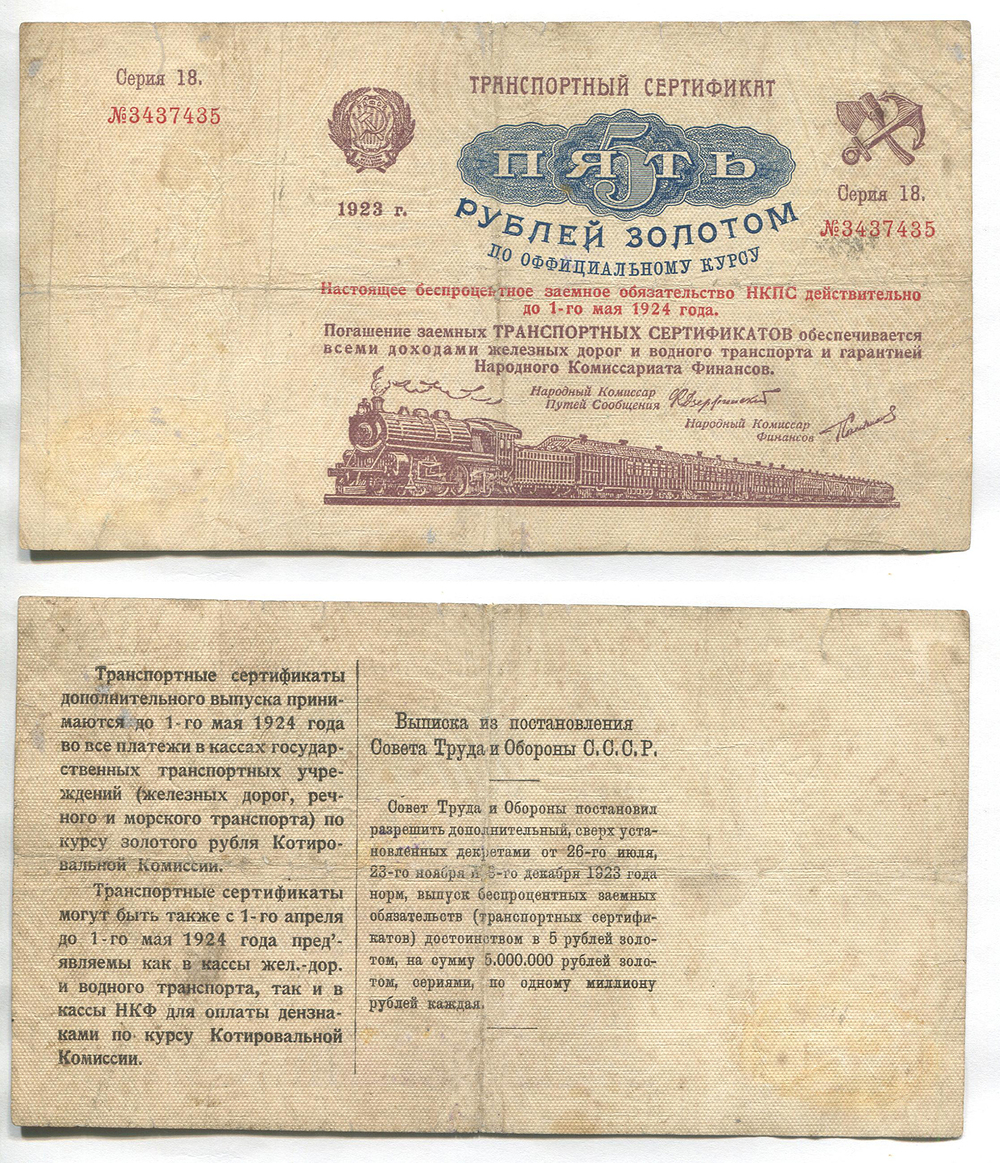 Серия 18.
№3437435
ТРАНСПОРТНЫЙ СЕРТИФИКАТ
5
ПЯТЬ
РУБЛЕЙ ЗОЛОТОМ
ПО ОФФИЦИАЛЬНОМУ КУРСУ
1923 г.
Серия 18.
№3437435
Настоящее беспроцентное заемное обязательство НКПС действительно
до 1-го мая 1924 года.
Погашение заемных ТРАНСПОРТНЫХ СЕРТИФИКАТОВ обеспечивается
всеми доходами железных дорог и водного транспорта и гарантией
Народного Комиссариата Финансов.
Народный Комиссар
Путей Сообщения Ф Дзержинский
Народный Комиссар
Финансов
Транспортные сертификаты
дополнительного выпуска прини-
маются до 1-го мая 1924 года
во все платежи в кассах государ-
ственных транспортных учре-
ждений (железных дорог, реч-
ного и морского транспорта) по
курсу золотого рубля Котиро-
вальной Комиссии.
Транспортные сертификаты
могут быть также с 1-го апреля
до 1-го мая 1924 года пред'-
являемы как в кассы жел.-дор.
и водного транспорта, так и в
кассы НКФ для оплаты дензна-
ками по курсу Котировальной
Комиссии.
Выписка из постановления
Совета Труда и Обороны С.С.С.Р.
Совет Труда и Обороны постановил
разрешить дополнительный, сверх уста-
новленных декретами от 26-го июля,
23-го ноября и 5-го декабря 1923 года
норм, выпуск беспроцентных заемных
обязательств (транспортных сертифи-
катов) достоинством в 5 рублей золо-
том, на сумму 5.000.000 рублей золо-
том, сериями, по одному миллиону
рублей каждая.